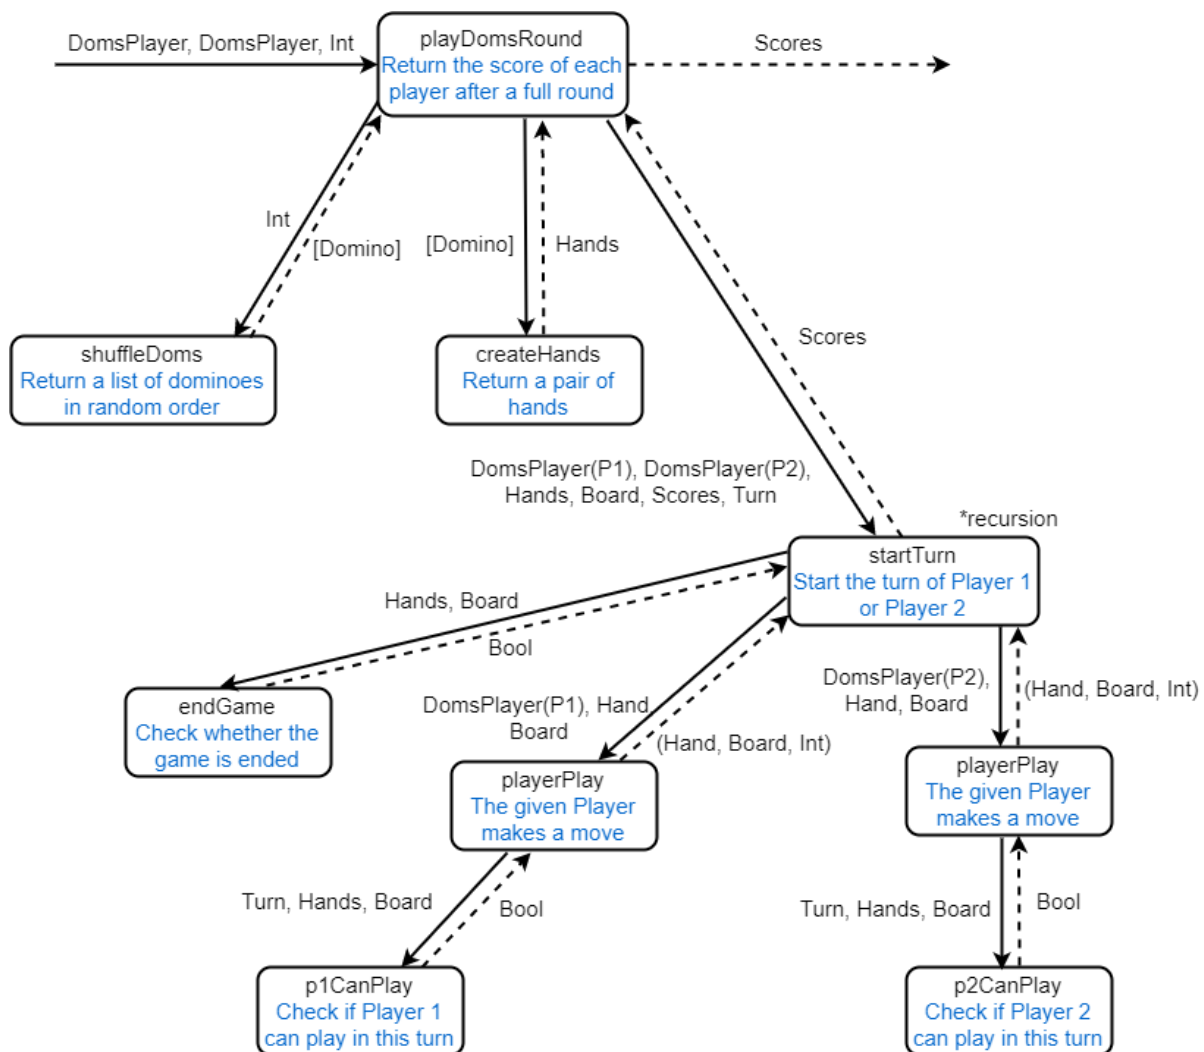 DomsPlayer, DomsPlayer, Int
playDomsRound
Return the score of each
player after a full round
Scores
Int
[Domino]
[Domino]
Hands
shuffleDoms
Return a list of dominoes
in random order
createHands
Return a pair of
hands
Scores
DomsPlayer(P1), DomsPlayer(P2),
Hands, Board, Scores, Turn
*recursion
startTurn
Start the turn of Player 1
or Player 2
Hands, Board
Bool
endGame
Check whether the
game is ended
DomsPlayer(P1), Hand
Board
(Hand, Board, Int)
DomsPlayer(P2),
Hand, Board
(Hand, Board, Int)
playerPlay
The given Player
makes a move
playerPlay
The given Player
makes a move
Turn, Hands, Board
Bool
Turn, Hands, Board
Bool
p1CanPlay
Check if Player 1
can play in this turn
p2CanPlay
Check if Player 2
can play in this turn